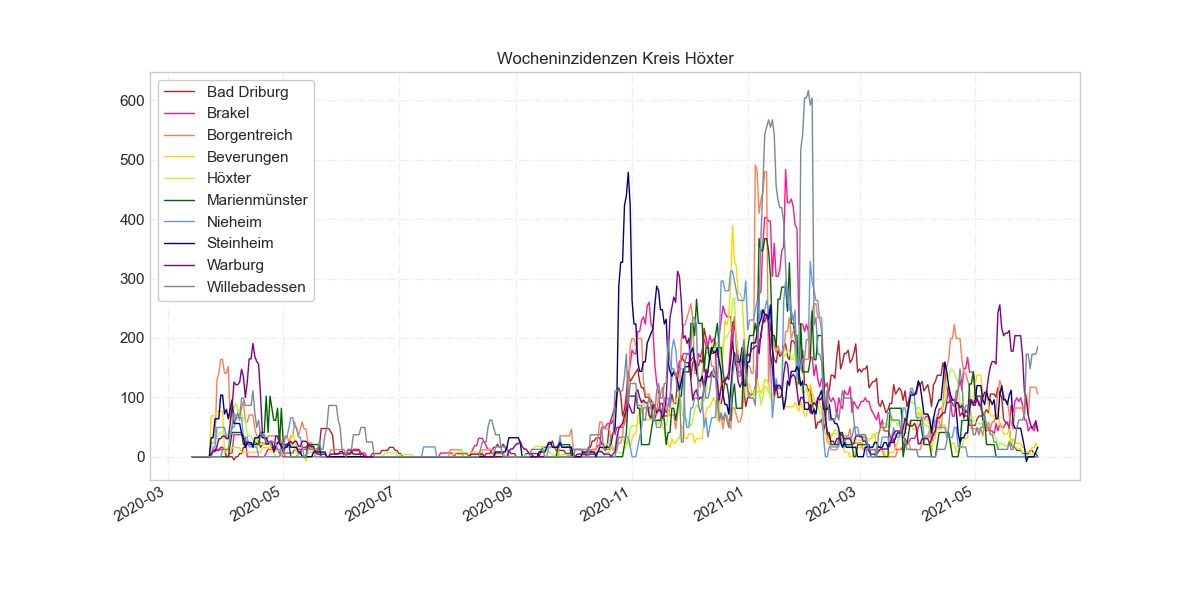 Wocheninzidenzen Kreis Höxter
600
500
400
300
200
100
0
Bad Driburg
Brakel
Borgentreich
Beverungen
Höxter
Marienmünster
Nieheim
Steinheim
Warburg
Willebadessen
2020-03
2020-05
2020-07
2020-09
2020-11
2021-01
2021-03
2021-05